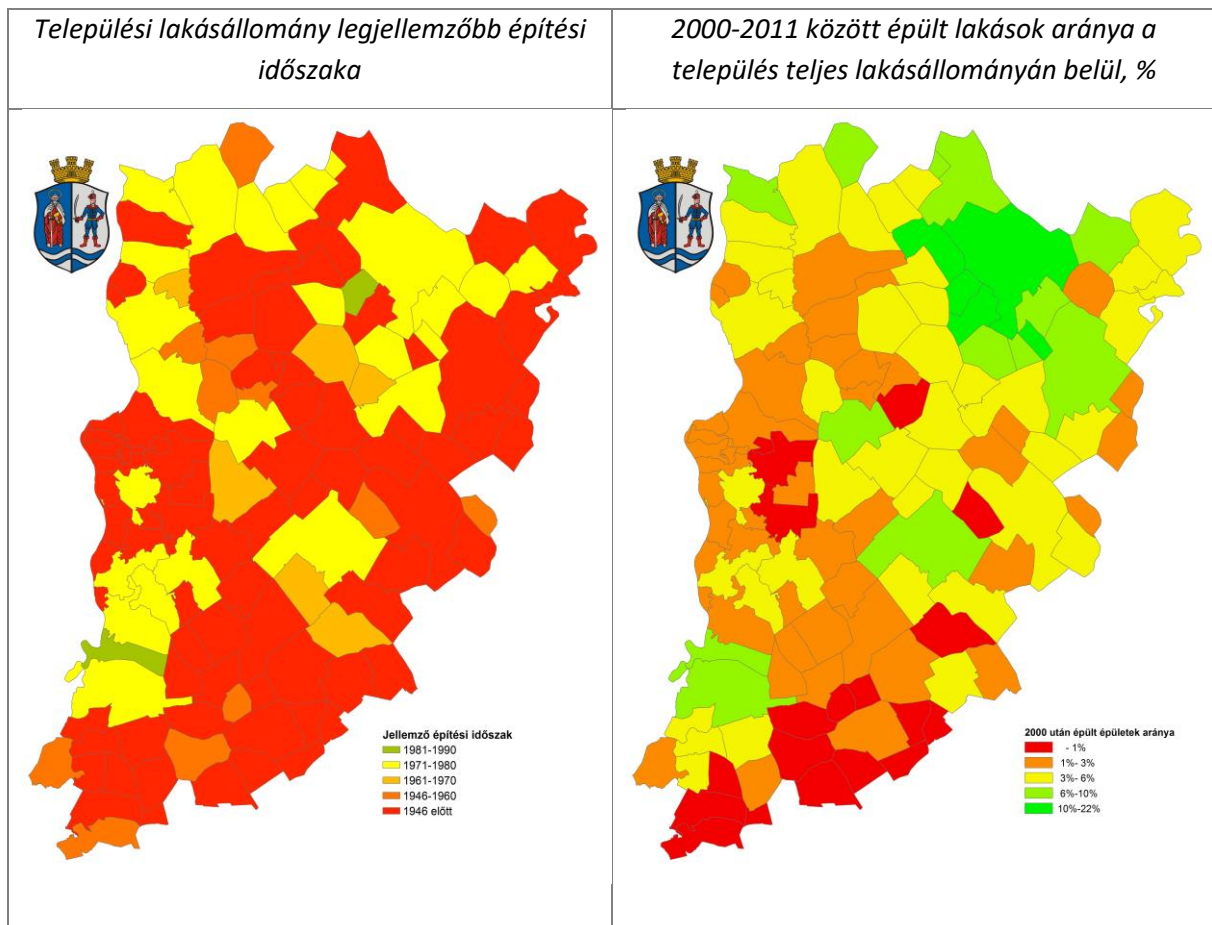 Települési lakásállomány legjellemzőbb építési
időszaka
2000-2011 között épült lakások aránya a
település teljes lakásállományán belül, %
Jellemző építési időszak
1981-1990
1971-1980
1961-1970
1946-1960
1946 előtt
2000 után épült épületek aránya
- 1%
1%- 3%
3%- 6%
6%-10%
10%-22%